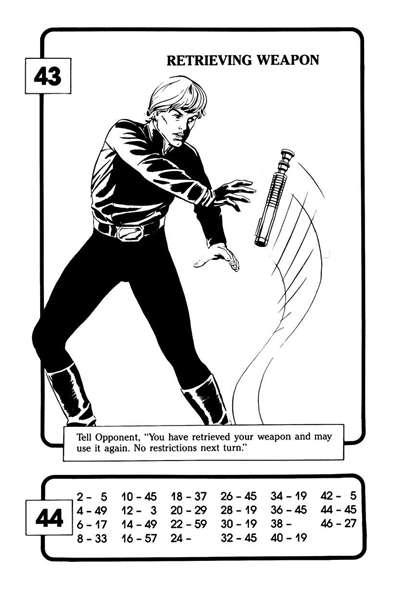 43
RETRIEVING WEAPON
Tell Opponent, "You have retrieved your weapon and may
use it again. No restrictions next turn."
44
2 – 5 10 – 45 18 – 37 26 – 45 34 – 19 42 – 5
4 – 49 12 – 3 20 – 29 28 – 19 36 – 45 44 – 45
6 – 17 14 – 49 22 – 59 30 – 19 38 – 46 – 27
8 – 33 16 – 57 24 – 32 – 45 40 – 19